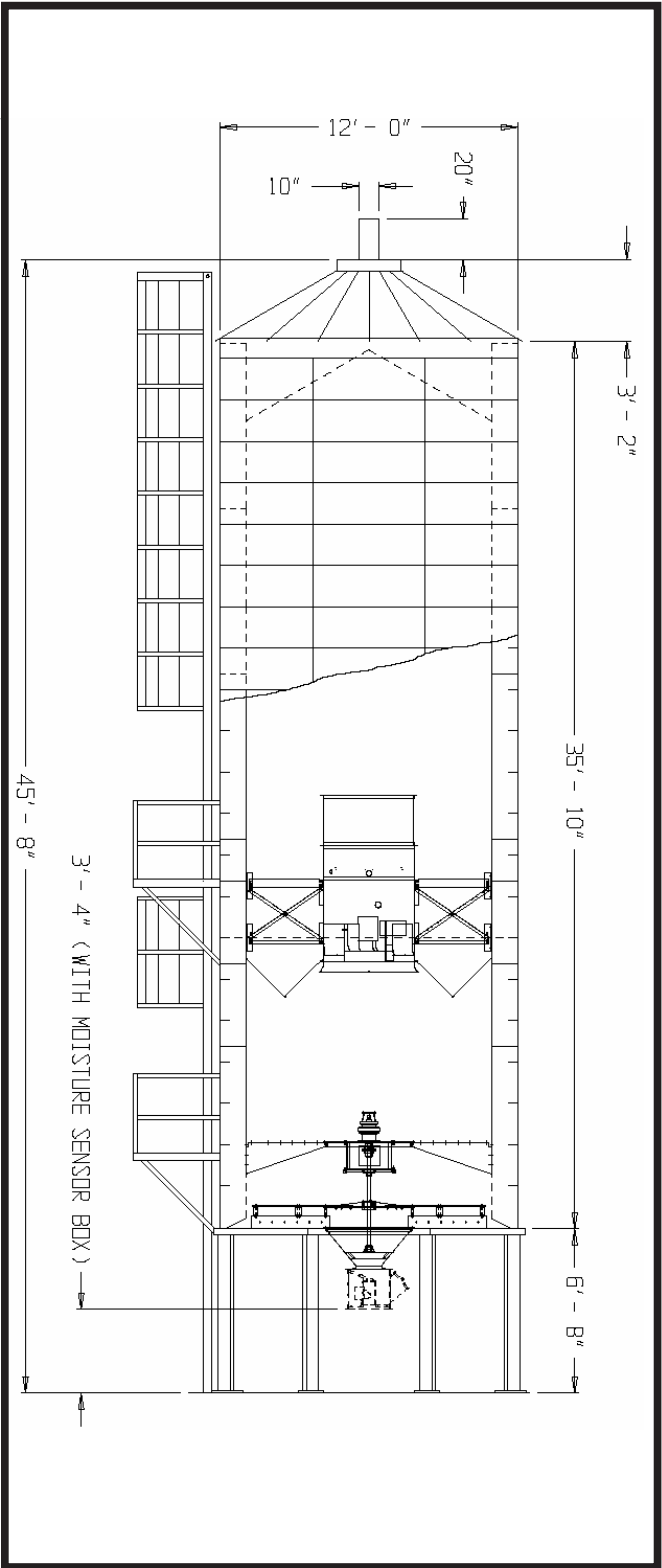 12' - 0"
20"
10"
3' - 2"
35' - 10"
45' - 8"
3' - 4" (WITH MOISTURE SENSOR BOX)
6' - 8"